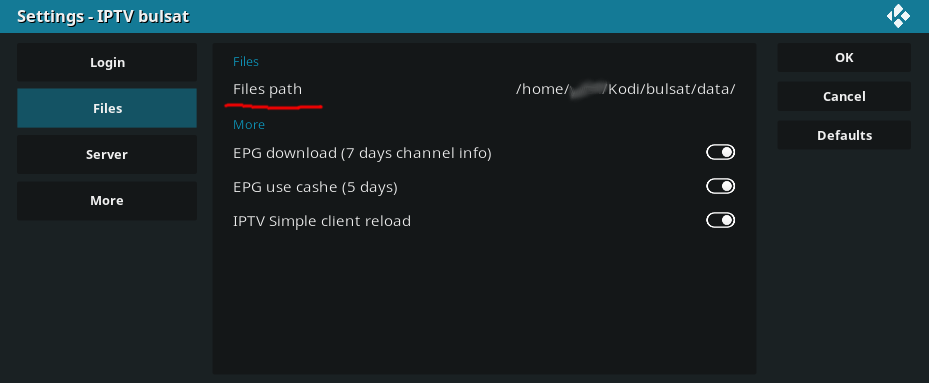 Settings - IPTV bulsat
Login
Files
Server
More
Files
Files path /home/ /Kodi/bulsat/data/
More
EPG download (7 days channel info)
EPG use cashe (5 days)
IPTV Simple client reload
OK
Cancel
Defaults